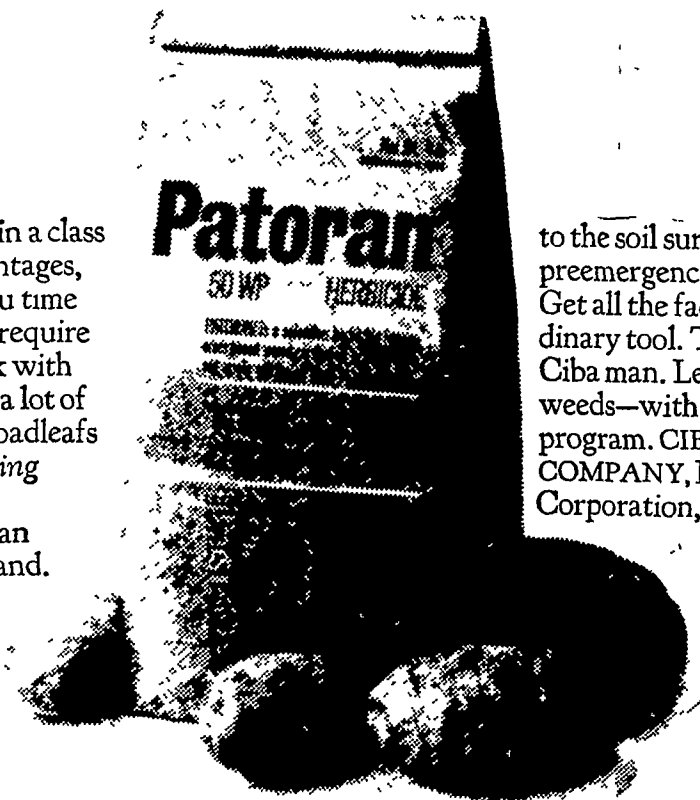 in a class
ntages,
u time
require
k with
a lot of
oadleafs
ing
an
and.
Patoran
50 WP HERBICIDE
to the soil sur
preemergenc
Get all the fa
dinary tool. T
Ciba man. Le
weeds—with
program. CIB
COMPANY,
Corporation,